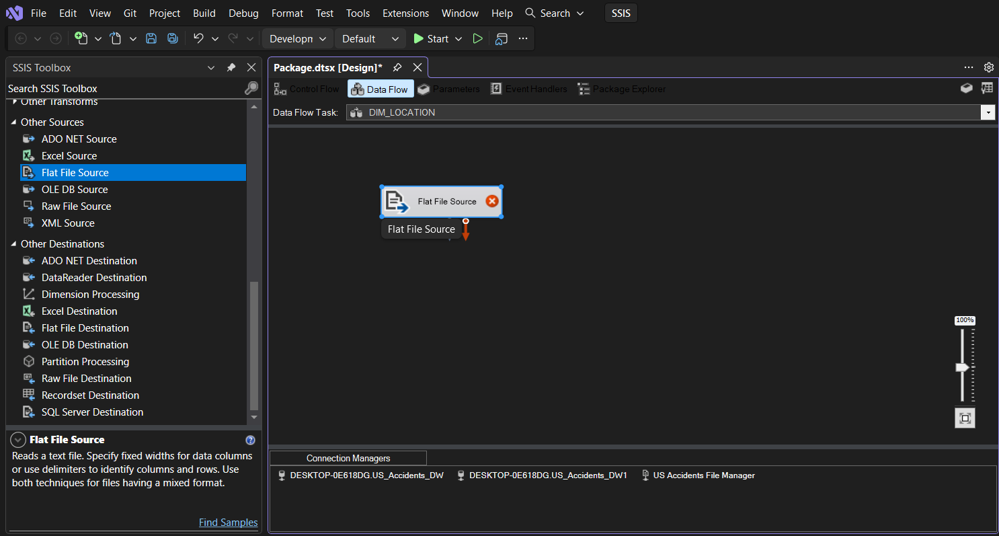 File Edit View Git Project Build Debug Format Test Tools Extensions Window Help Search SSIS
Developn Default Start
SSIS Toolbox
Search SSIS Toolbox
Other Transforms
Other Sources
ADO NET Source
Excel Source
Flat File Source
OLE DB Source
Raw File Source
XML Source
Other Destinations
ADO NET Destination
DataReader Destination
Dimension Processing
Excel Destination
Flat File Destination
OLE DB Destination
Partition Processing
Raw File Destination
Recordset Destination
SQL Server Destination
Flat File Source
Reads a text file. Specify fixed widths for data columns
or use delimiters to identify columns and rows. Use
both techniques for files having a mixed format.
Find Samples
Package.dtsx [Design]*
Control Flow Data Flow Parameters Event Handlers Package Explorer
Data Flow Task: DIM_LOCATION
Flat File Source
Flat File Source
100%
Connection Managers
DESKTOP-0E618DG.US_Accidents_DW DESKTOP-0E618DG.US_Accidents_DW1 US Accidents File Manager